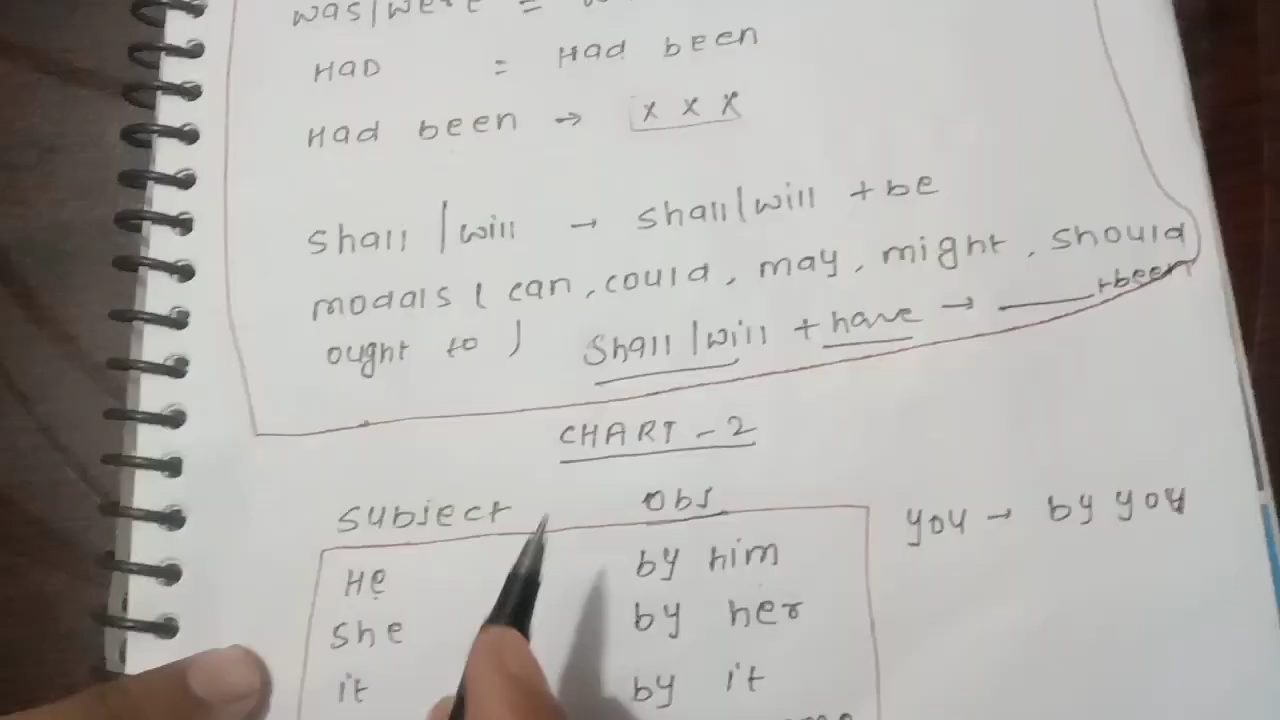 was/were =
HAD = Had been
Had been → x x x
shall / will → shall/will + be
modals ( can, could, may, might, should
ought to ) shall/will + have → ____ + been
CHART - 2
Subject Obj
He by him
you → by you
She by her
it by it